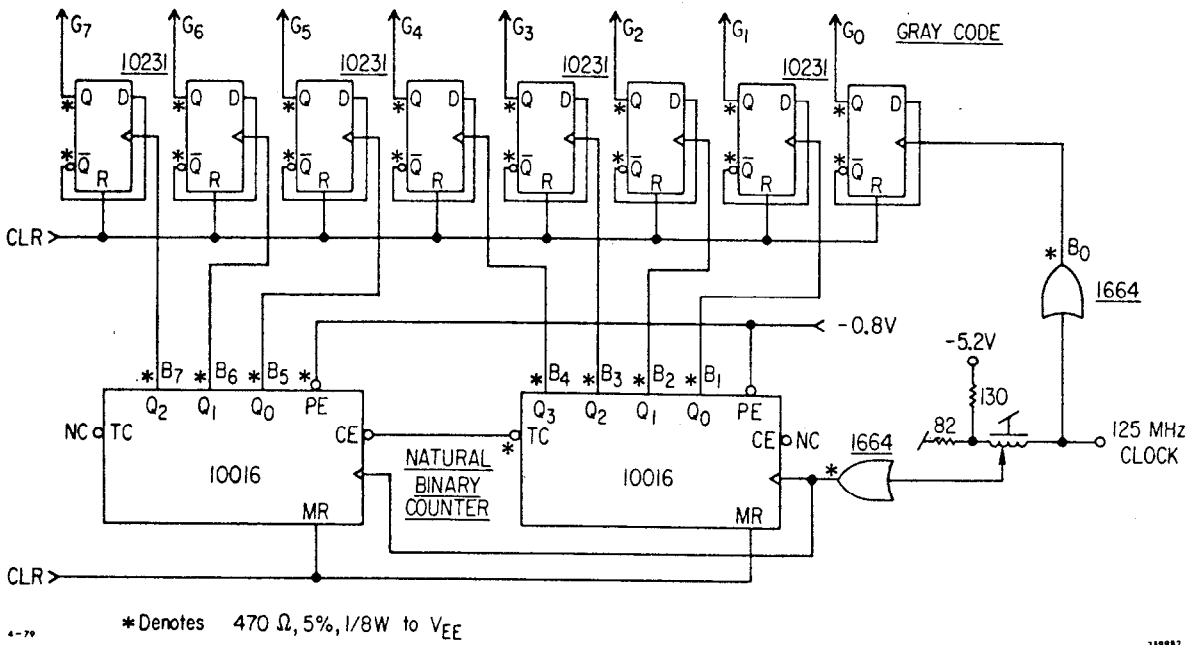 G7 G6 G5 G4 G3 G2 G1 G0 GRAY CODE
10231 10231 10231
* Q D * Q D * Q D * Q D * Q D * Q D * Q D * Q D
* Q̅ * Q̅ * Q̅ * Q̅ * Q̅ * Q̅ * Q̅ * Q̅
R R R R R R R R
CLR
* B0
1664
-0.8V
-5.2V
* B7 * B6 * B5 * * B4 * B3 * B2 * B1
130
Q2 Q1 Q0 PE Q3 Q2 Q1 Q0 PE
82
NC TC CE TC CE NC
*
1664
125 MHz
CLOCK
10016
NATURAL
BINARY
COUNTER
10016
*
MR MR
CLR
* Denotes 470 Ω, 5%, 1/8W to VEE
4-79